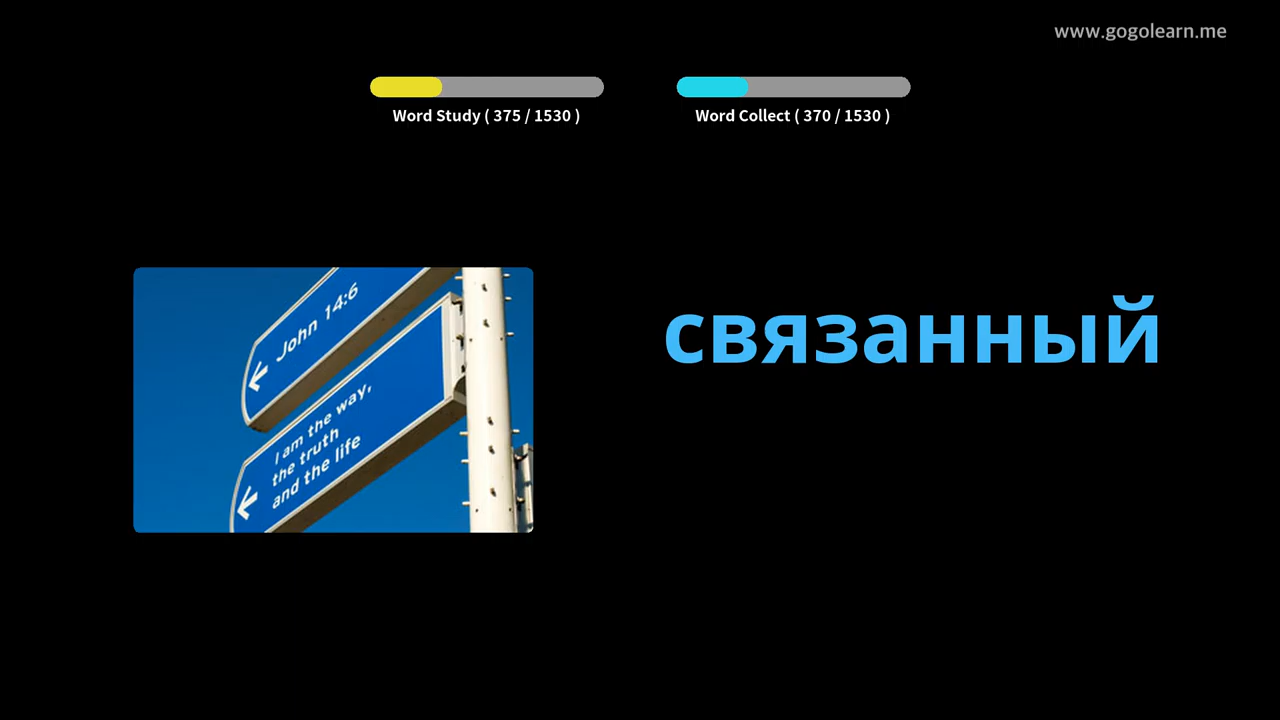 www.gogolearn.me
Word Study ( 375 / 1530 )
Word Collect ( 370 / 1530 )
John 14:6
I am the way,
the truth
and the life
связанный